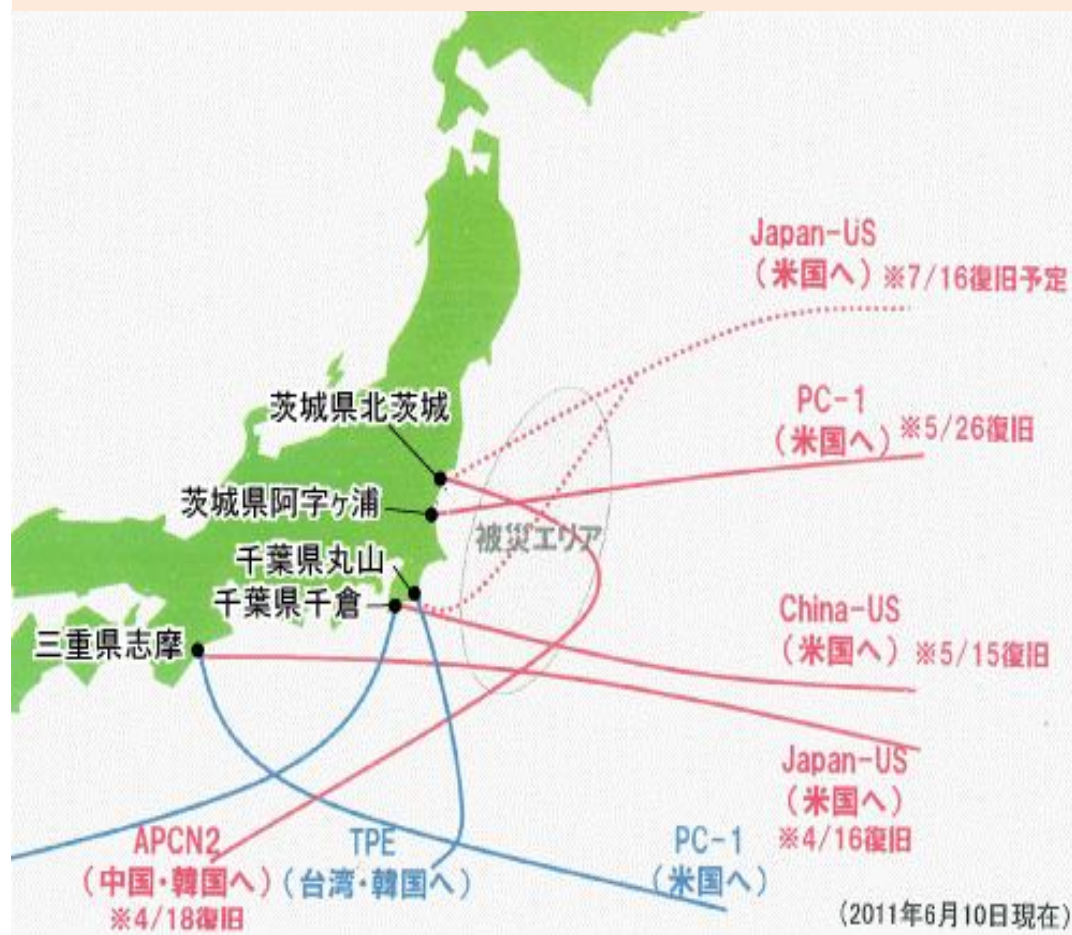 Japan-US
（米国へ）※7/16復旧予定
PC-1
（米国へ）※5/26復旧
茨城県北茨城
茨城県阿字ヶ浦
被災エリア
千葉県丸山
千葉県千倉
三重県志摩
China-US
（米国へ）※5/15復旧
Japan-US
（米国へ）
※4/16復旧
APCN2
（中国・韓国へ）
※4/18復旧
TPE
（台湾・韓国へ）
PC-1
（米国へ）
（2011年6月10日現在）